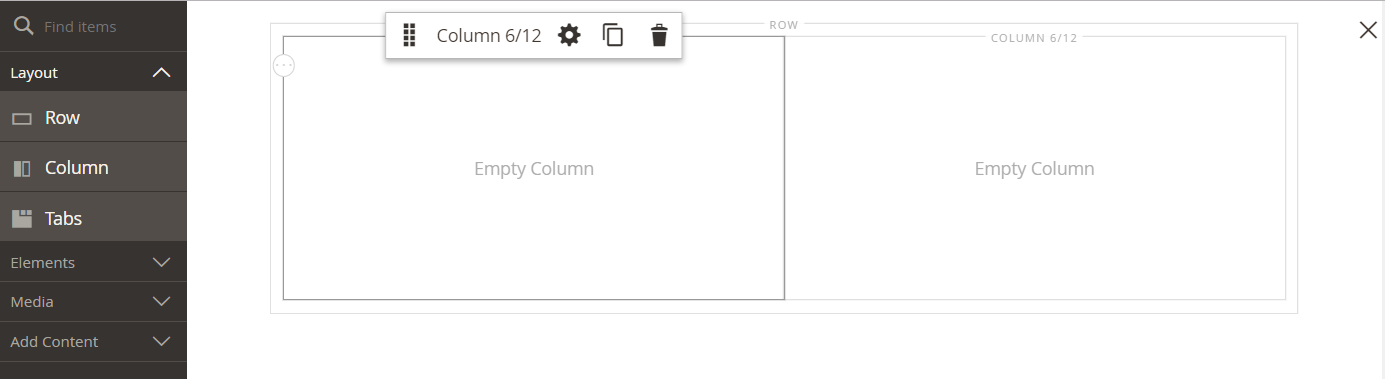 Find items
Layout
Row
Column
Tabs
Elements
Media
Add Content
ROW
Column 6/12
COLUMN 6/12
Empty Column
Empty Column